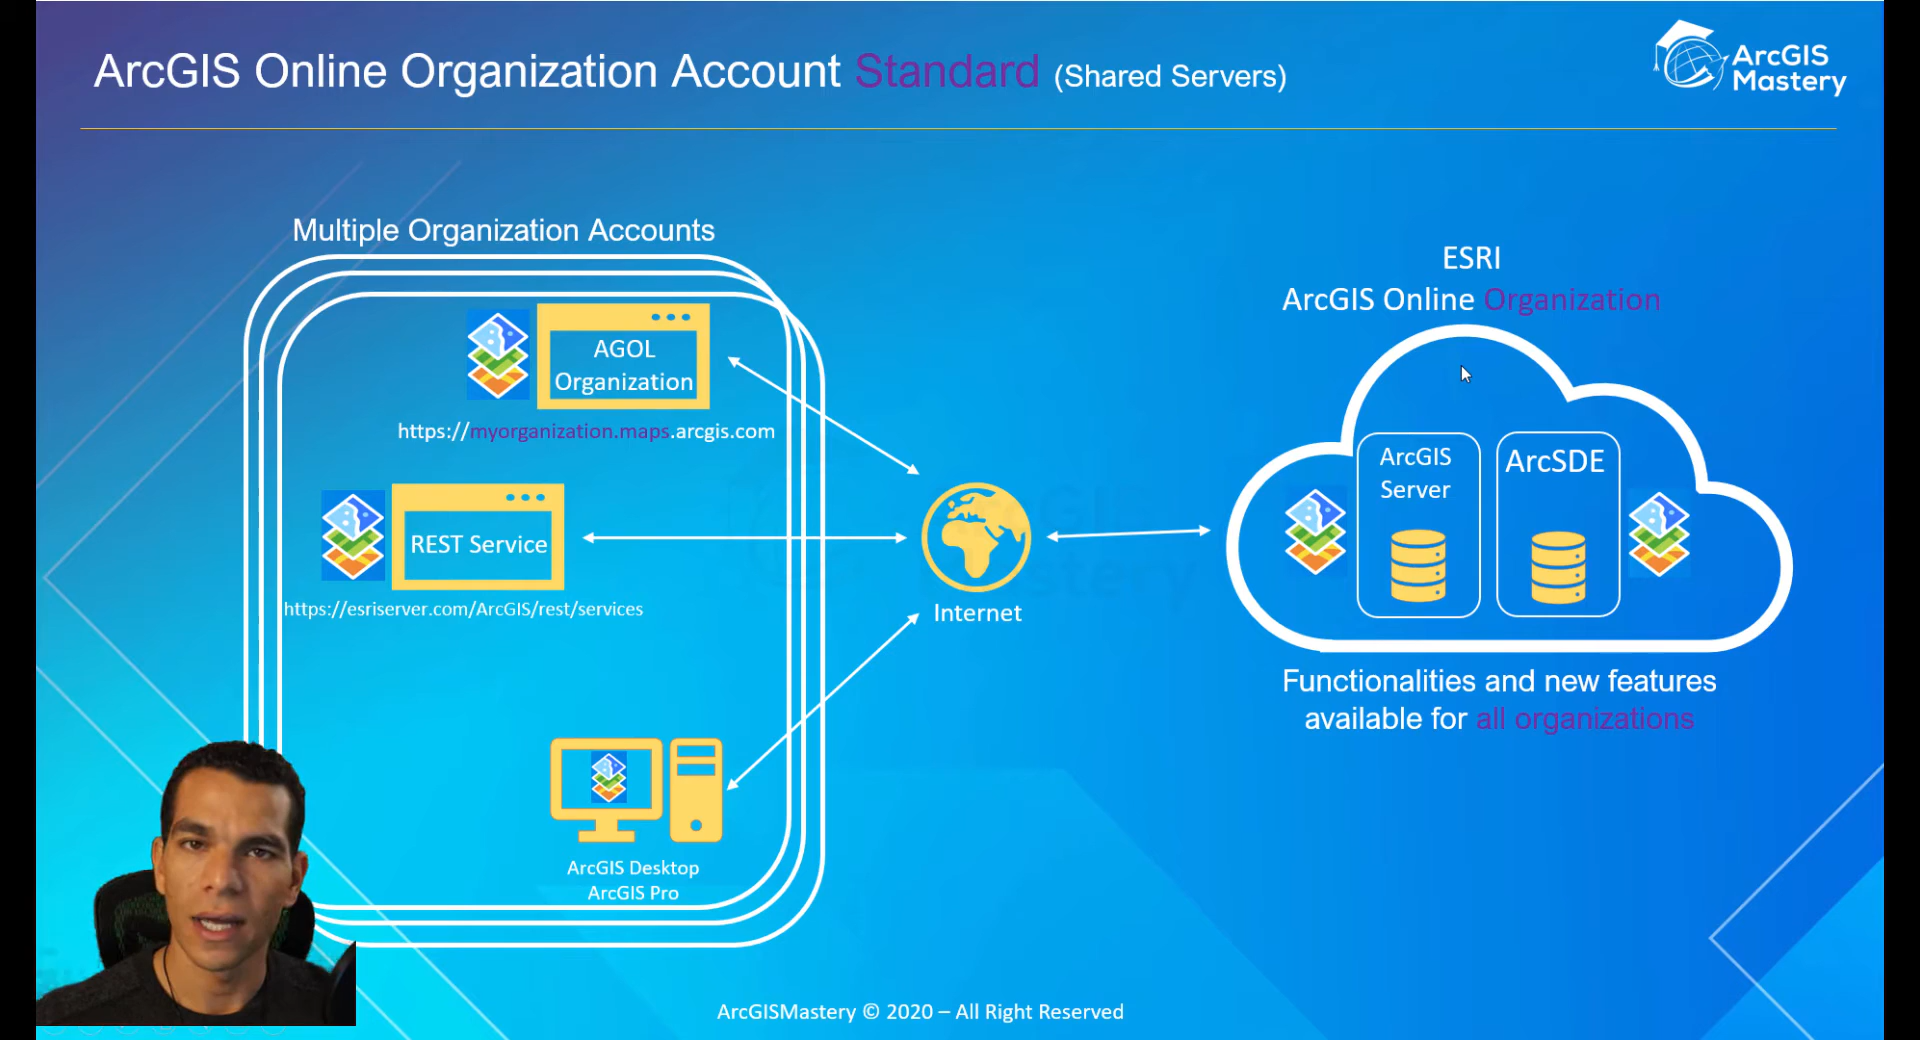 ArcGIS Online Organization Account Standard (Shared Servers)
ArcGIS
Mastery
Multiple Organization Accounts
AGOL
Organization
https://myorganization.maps.arcgis.com
REST Service
https://esriserver.com/ArcGIS/rest/services
ArcGIS Desktop
ArcGIS Pro
Internet
ESRI
ArcGIS Online Organization
ArcGIS
Server
ArcSDE
Functionalities and new features
available for all organizations
ArcGISMastery © 2020 – All Right Reserved